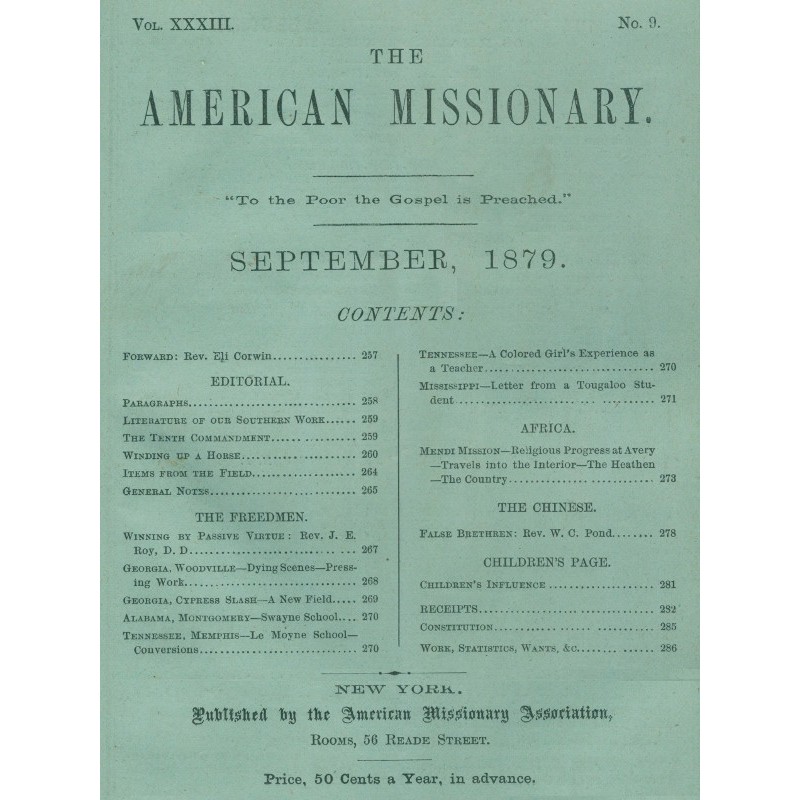 VOL. XXXIII.
No. 9.
THE
AMERICAN MISSIONARY.
“To the Poor the Gospel is Preached.”
SEPTEMBER, 1879.
CONTENTS:
FORWARD: Rev. Eli Corwin................ 257
EDITORIAL.
PARAGRAPHS.................................... 258
LITERATURE OF OUR SOUTHERN WORK...... 259
THE TENTH COMMANDMENT................ 259
WINDING UP A HORSE...................... 260
ITEMS FROM THE FIELD.................... 264
GENERAL NOTES............................ 265
THE FREEDMEN.
WINNING BY PASSIVE VIRTUE: Rev. J. E.
Roy, D. D............................ ... ... 267
GEORGIA, WOODVILLE—Dying Scenes—Press-
ing Work................................. 268
GEORGIA, CYPRESS SLASH—A New Field..... 269
ALABAMA, MONTGOMERY—Swayne School.... 270
TENNESSEE, MEMPHIS—Le Moyne School—
Conversions............................... 270
TENNESSEE—A Colored Girl's Experience as
a Teacher................................. 270
MISSISSIPPI—Letter from a Tougaloo Stu-
dent ......................... ... ......... 271
AFRICA.
MENDI MISSION—Religious Progress at Avery
—Travels into the Interior—The Heathen
—The Country............................. 273
THE CHINESE.
FALSE BRETHREN: Rev. W. C. Pond........ 278
CHILDREN'S PAGE.
CHILDREN'S INFLUENCE .................... 281
RECEIPTS................................... 282
CONSTITUTION............... ... ........... 285
WORK, STATISTICS, WANTS, &c........ ...... 286
NEW YORK.
Published by the American Missionary Association,
ROOMS, 56 READE STREET.
Price, 50 Cents a Year, in advance.